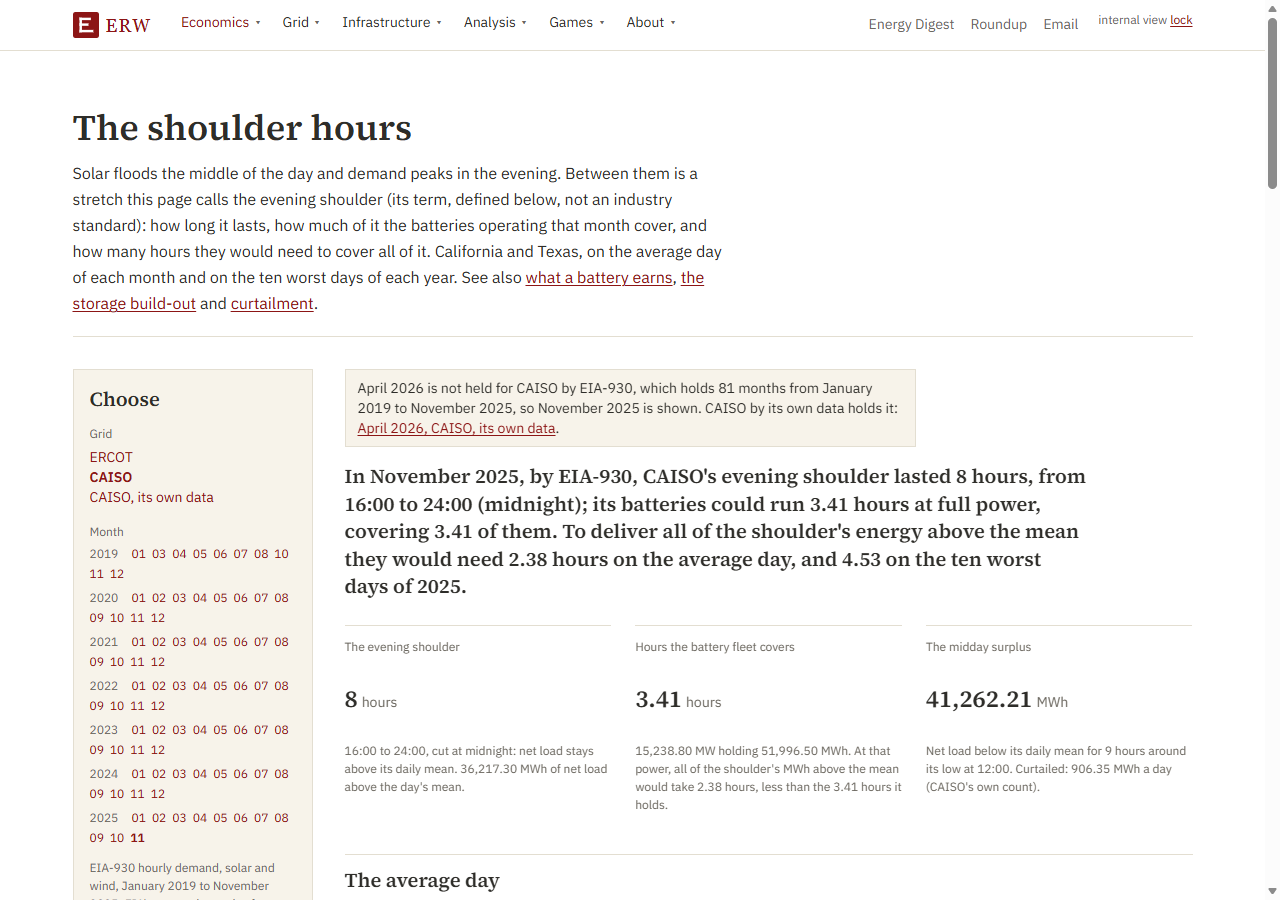 E ERW Economics Grid Infrastructure Analysis Games About Energy Digest Roundup Email internal view lock
The shoulder hours
Solar floods the middle of the day and demand peaks in the evening. Between them is a
stretch this page calls the evening shoulder (its term, defined below, not an industry
standard): how long it lasts, how much of it the batteries operating that month cover, and
how many hours they would need to cover all of it. California and Texas, on the average day
of each month and on the ten worst days of each year. See also what a battery earns, the
storage build-out and curtailment.
Choose
Grid
ERCOT
CAISO
CAISO, its own data
Month
2019 01 03 04 05 06 07 08 10
11 12
2020 01 02 03 04 05 06 07 08
09 10 11 12
2021 01 02 03 04 05 06 07 08
09 10 11 12
2022 01 02 03 04 05 06 07 08
09 10 11 12
2023 01 02 03 04 05 06 07 08
09 10 11 12
2024 01 02 03 04 05 06 07 08
09 10 11 12
2025 01 02 03 04 05 06 07 08
09 10 11
EIA-930 hourly demand, solar and
wind, January 2019 to November
April 2026 is not held for CAISO by EIA-930, which holds 81 months from January
2019 to November 2025, so November 2025 is shown. CAISO by its own data holds it:
April 2026, CAISO, its own data.
In November 2025, by EIA-930, CAISO's evening shoulder lasted 8 hours, from
16:00 to 24:00 (midnight); its batteries could run 3.41 hours at full power,
covering 3.41 of them. To deliver all of the shoulder's energy above the mean
they would need 2.38 hours on the average day, and 4.53 on the ten worst
days of 2025.
The evening shoulder
8 hours
16:00 to 24:00, cut at midnight: net load stays
above its daily mean. 36,217.30 MWh of net load
above the day's mean.
Hours the battery fleet covers
3.41 hours
15,238.80 MW holding 51,996.50 MWh. At that
power, all of the shoulder's MWh above the mean
would take 2.38 hours, less than the 3.41 hours it
holds.
The midday surplus
41,262.21 MWh
Net load below its daily mean for 9 hours around
its low at 12:00. Curtailed: 906.35 MWh a day
(CAISO's own count).
The average day